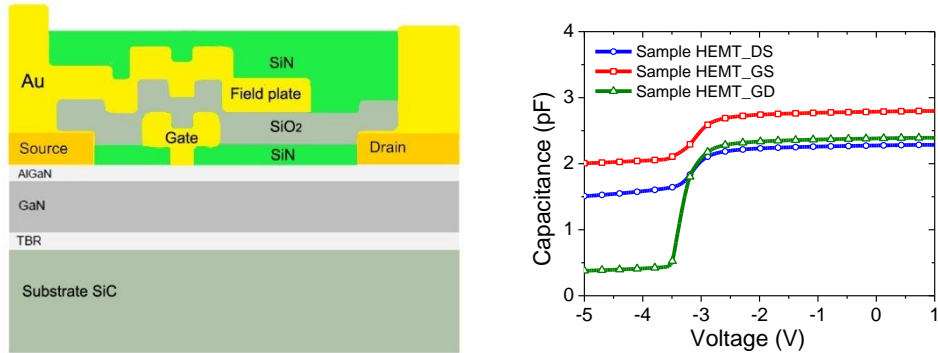 Au
SiN
Field plate
SiO2
Gate
Source
SiN
Drain
AlGaN
GaN
TBR
Substrate SiC
Sample HEMT_DS
Sample HEMT_GS
Sample HEMT_GD
Capacitance (pF)
4
3
2
1
0
-5 -4 -3 -2 -1 0 1
Voltage (V)